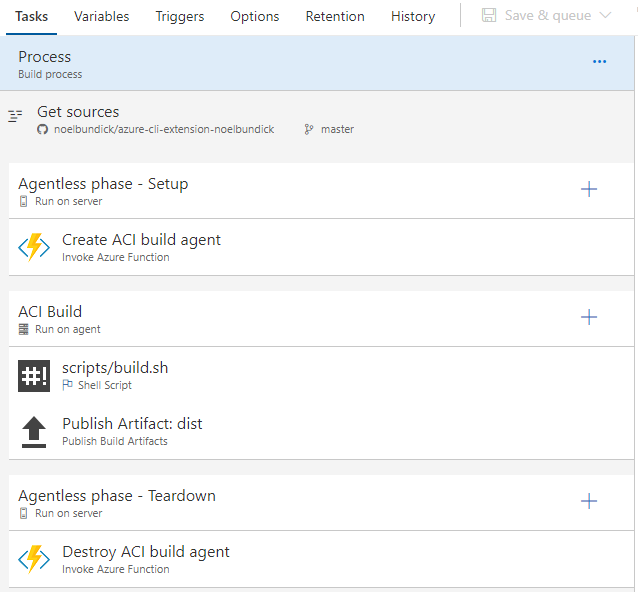 Tasks Variables Triggers Options Retention History Save & queue
Process
Build process
Get sources
noelbundick/azure-cli-extension-noelbundick master
Agentless phase - Setup
Run on server
Create ACI build agent
Invoke Azure Function
ACI Build
Run on agent
#! scripts/build.sh
Shell Script
Publish Artifact: dist
Publish Build Artifacts
Agentless phase - Teardown
Run on server
Destroy ACI build agent
Invoke Azure Function